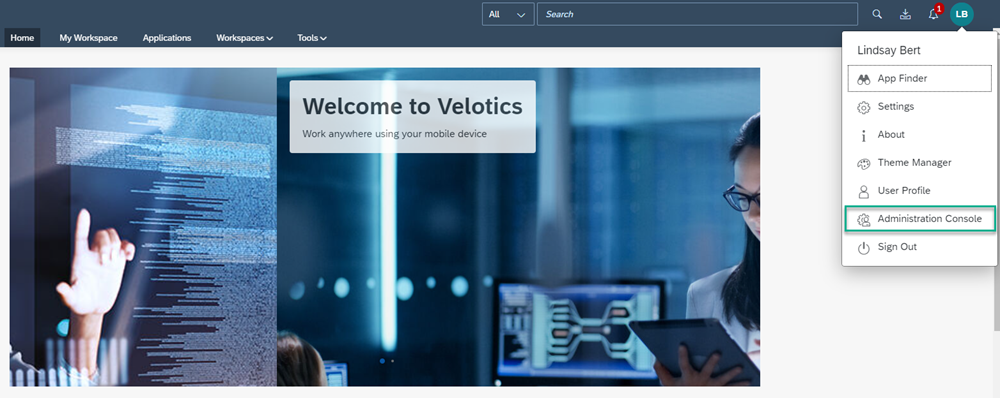 All
Search
1
LB
Home
My Workspace
Applications
Workspaces
Tools
Lindsay Bert
App Finder
Settings
About
Theme Manager
User Profile
Administration Console
Sign Out
Welcome to Velotics
Work anywhere using your mobile device